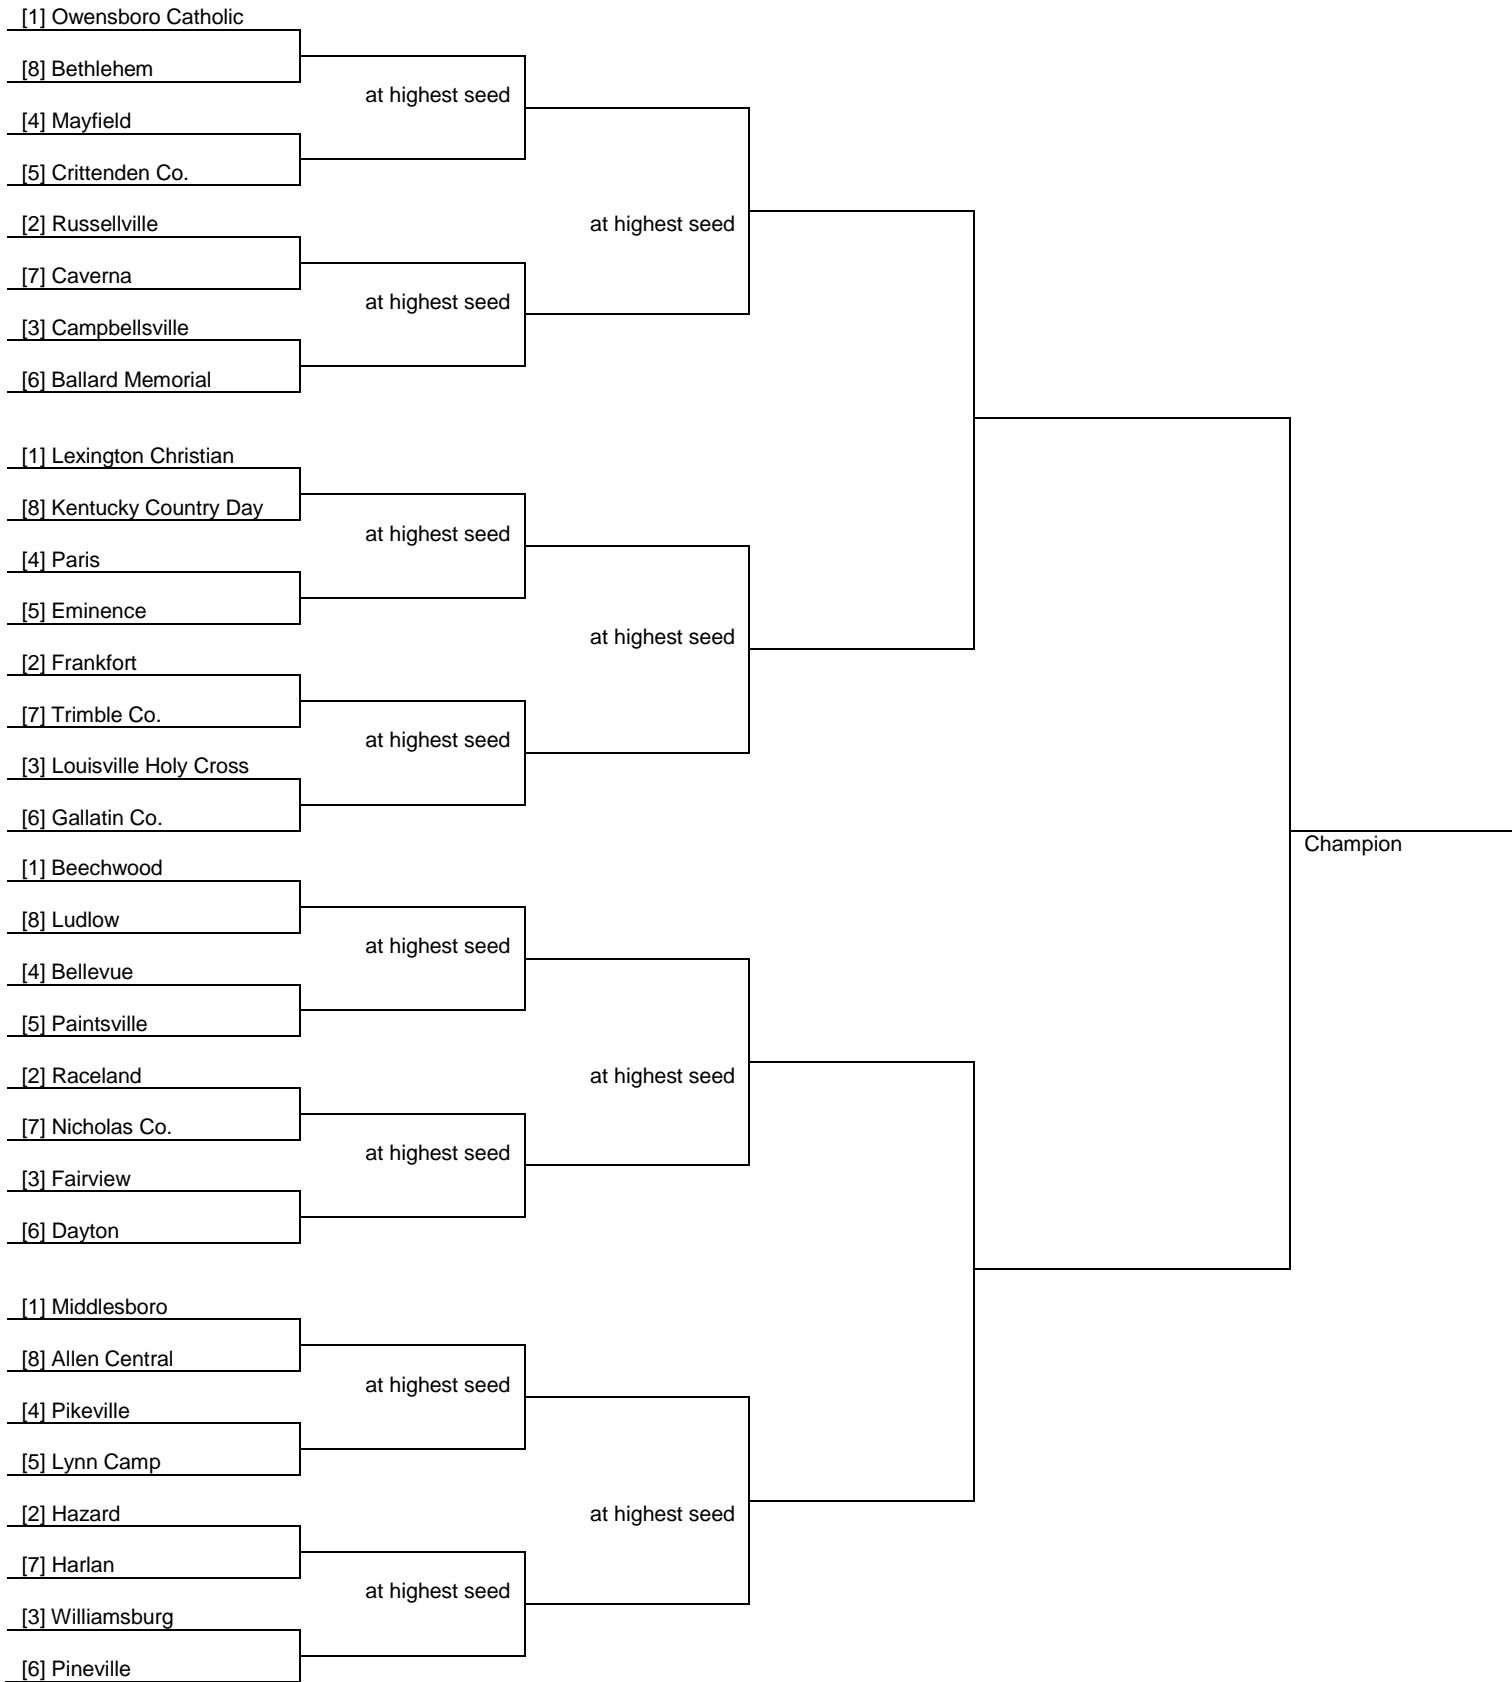 [1] Owensboro Catholic
[8] Bethlehem
at highest seed
[4] Mayfield
[5] Crittenden Co.
[2] Russellville
at highest seed
[7] Caverna
at highest seed
[3] Campbellsville
[6] Ballard Memorial
[1] Lexington Christian
[8] Kentucky Country Day
at highest seed
[4] Paris
[5] Eminence
at highest seed
[2] Frankfort
[7] Trimble Co.
at highest seed
[3] Louisville Holy Cross
[6] Gallatin Co.
Champion
[1] Beechwood
[8] Ludlow
at highest seed
[4] Bellevue
[5] Paintsville
[2] Raceland
at highest seed
[7] Nicholas Co.
at highest seed
[3] Fairview
[6] Dayton
[1] Middlesboro
[8] Allen Central
at highest seed
[4] Pikeville
[5] Lynn Camp
[2] Hazard
at highest seed
[7] Harlan
at highest seed
[3] Williamsburg
[6] Pineville